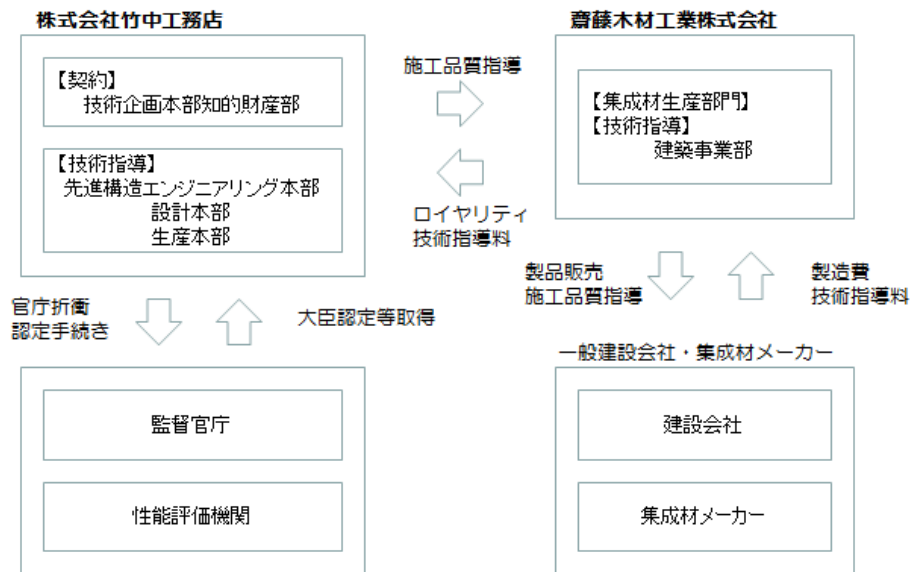 株式会社竹中工務店
【契約】
技術企画本部知的財産部
【技術指導】
先進構造エンジニアリング本部
設計本部
生産本部
施工品質指導
ロイヤリティ
技術指導料
齋藤木材工業株式会社
【集成材生産部門】
【技術指導】
建築事業部
官庁折衝
認定手続き
大臣認定等取得
製品販売
施工品質指導
製造費
技術指導料
監督官庁
性能評価機関
一般建設会社・集成材メーカー
建設会社
集成材メーカー